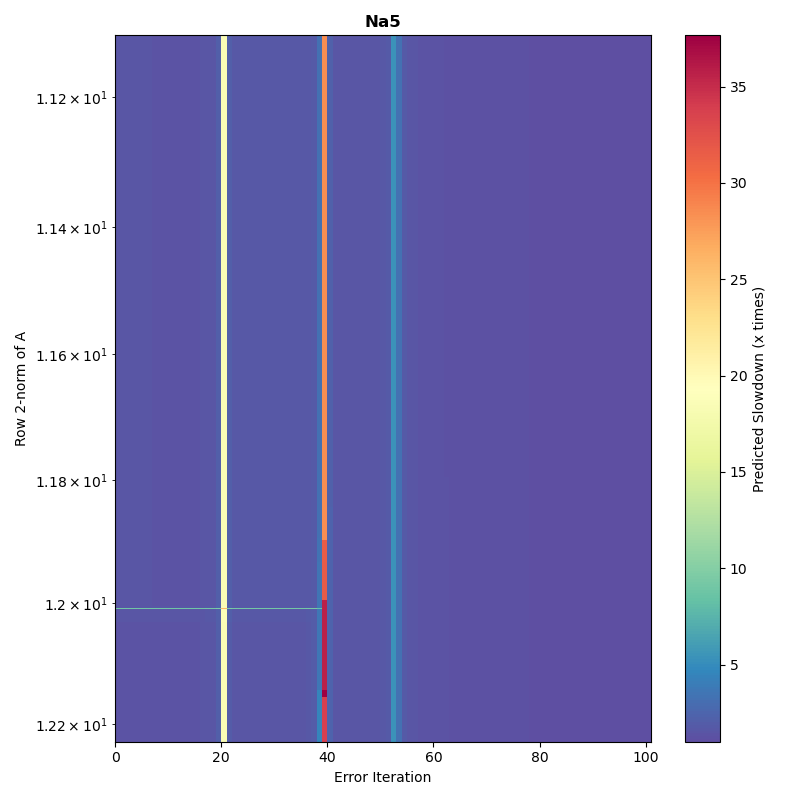 Na5
Row 2-norm of A
1.12 × 10¹
1.14 × 10¹
1.16 × 10¹
1.18 × 10¹
1.2 × 10¹
1.22 × 10¹
0 20 40 60 80 100
Error Iteration
35
30
25
20
15
10
5
Predicted Slowdown (x times)